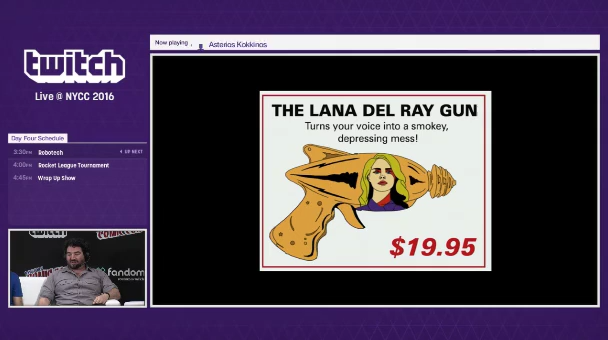 twitch
Live @ NYCC 2016
Now playing
Asterios Kokkinos
Day Four Schedule
3:30PM Robotech UP NEXT
4:00PM Rocket League Tournament
4:45PM Wrap Up Show
THE LANA DEL RAY GUN
Turns your voice into a smokey,
depressing mess!
$19.95
twitch
fandom